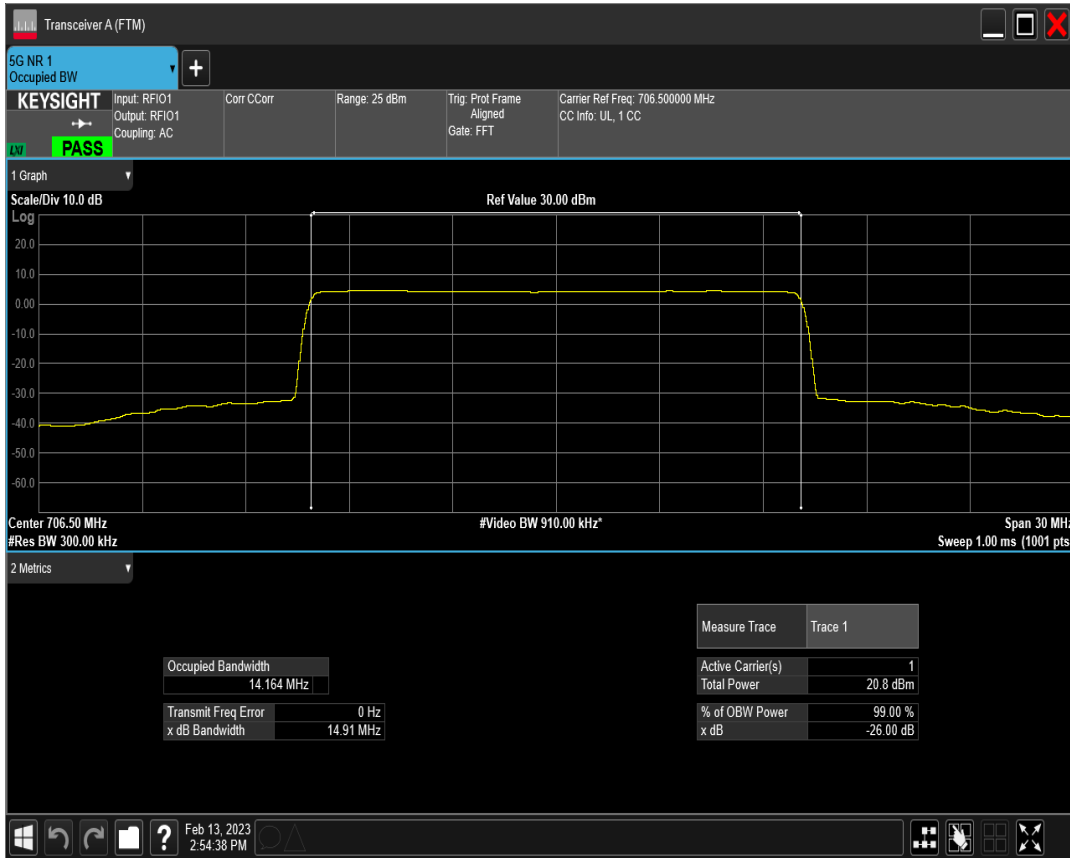 Transceiver A (FTM)
5G NR 1
Occupied BW
+
KEYSIGHT
LXI
PASS
Input: RFIO1
Output: RFIO1
Coupling: AC
Corr CCorr
Range: 25 dBm
Trig: Prot Frame
Aligned
Gate: FFT
Carrier Ref Freq: 706.500000 MHz
CC Info: UL, 1 CC
1 Graph
Scale/Div 10.0 dB
Ref Value 30.00 dBm
Log
20.0
10.0
0.00
-10.0
-20.0
-30.0
-40.0
-50.0
-60.0
Center 706.50 MHz
#Video BW 910.00 kHz*
Span 30 MHz
#Res BW 300.00 kHz
Sweep 1.00 ms (1001 pts
2 Metrics
Measure Trace Trace 1
Occupied Bandwidth
14.164 MHz
Active Carrier(s) 1
Total Power 20.8 dBm
Transmit Freq Error 0 Hz
x dB Bandwidth 14.91 MHz
% of OBW Power 99.00 %
x dB -26.00 dB
?
Feb 13, 2023
2:54:38 PM